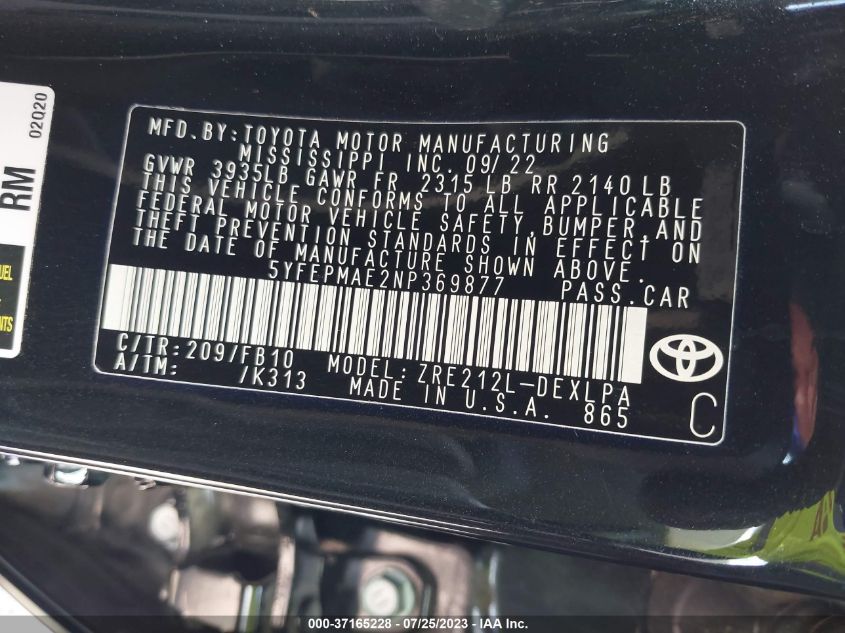 02Q20
RM
UEL
NTS
MFD.BY:TOYOTA MOTOR MANUFACTURING
MISSISSIPPI INC. 09/22
GVWR 3935LB GAWR FR 2315LB RR 2140LB
THIS VEHICLE CONFORMS TO ALL APPLICABLE
FEDERAL MOTOR VEHICLE SAFETY,BUMPER,AND
THEFT PREVENTION STANDARDS IN EFFECT ON
THE DATE OF MANUFACTURE SHOWN ABOVE.
5YFEPMAE2NP369877 PASS.CAR
C/TR:209/FB10 MODEL:ZRE212L-DEXLPA
A/TM: /K313 MADE IN U.S.A. 865
C
000-37165228 - 07/25/2023 - © IAA, Inc.